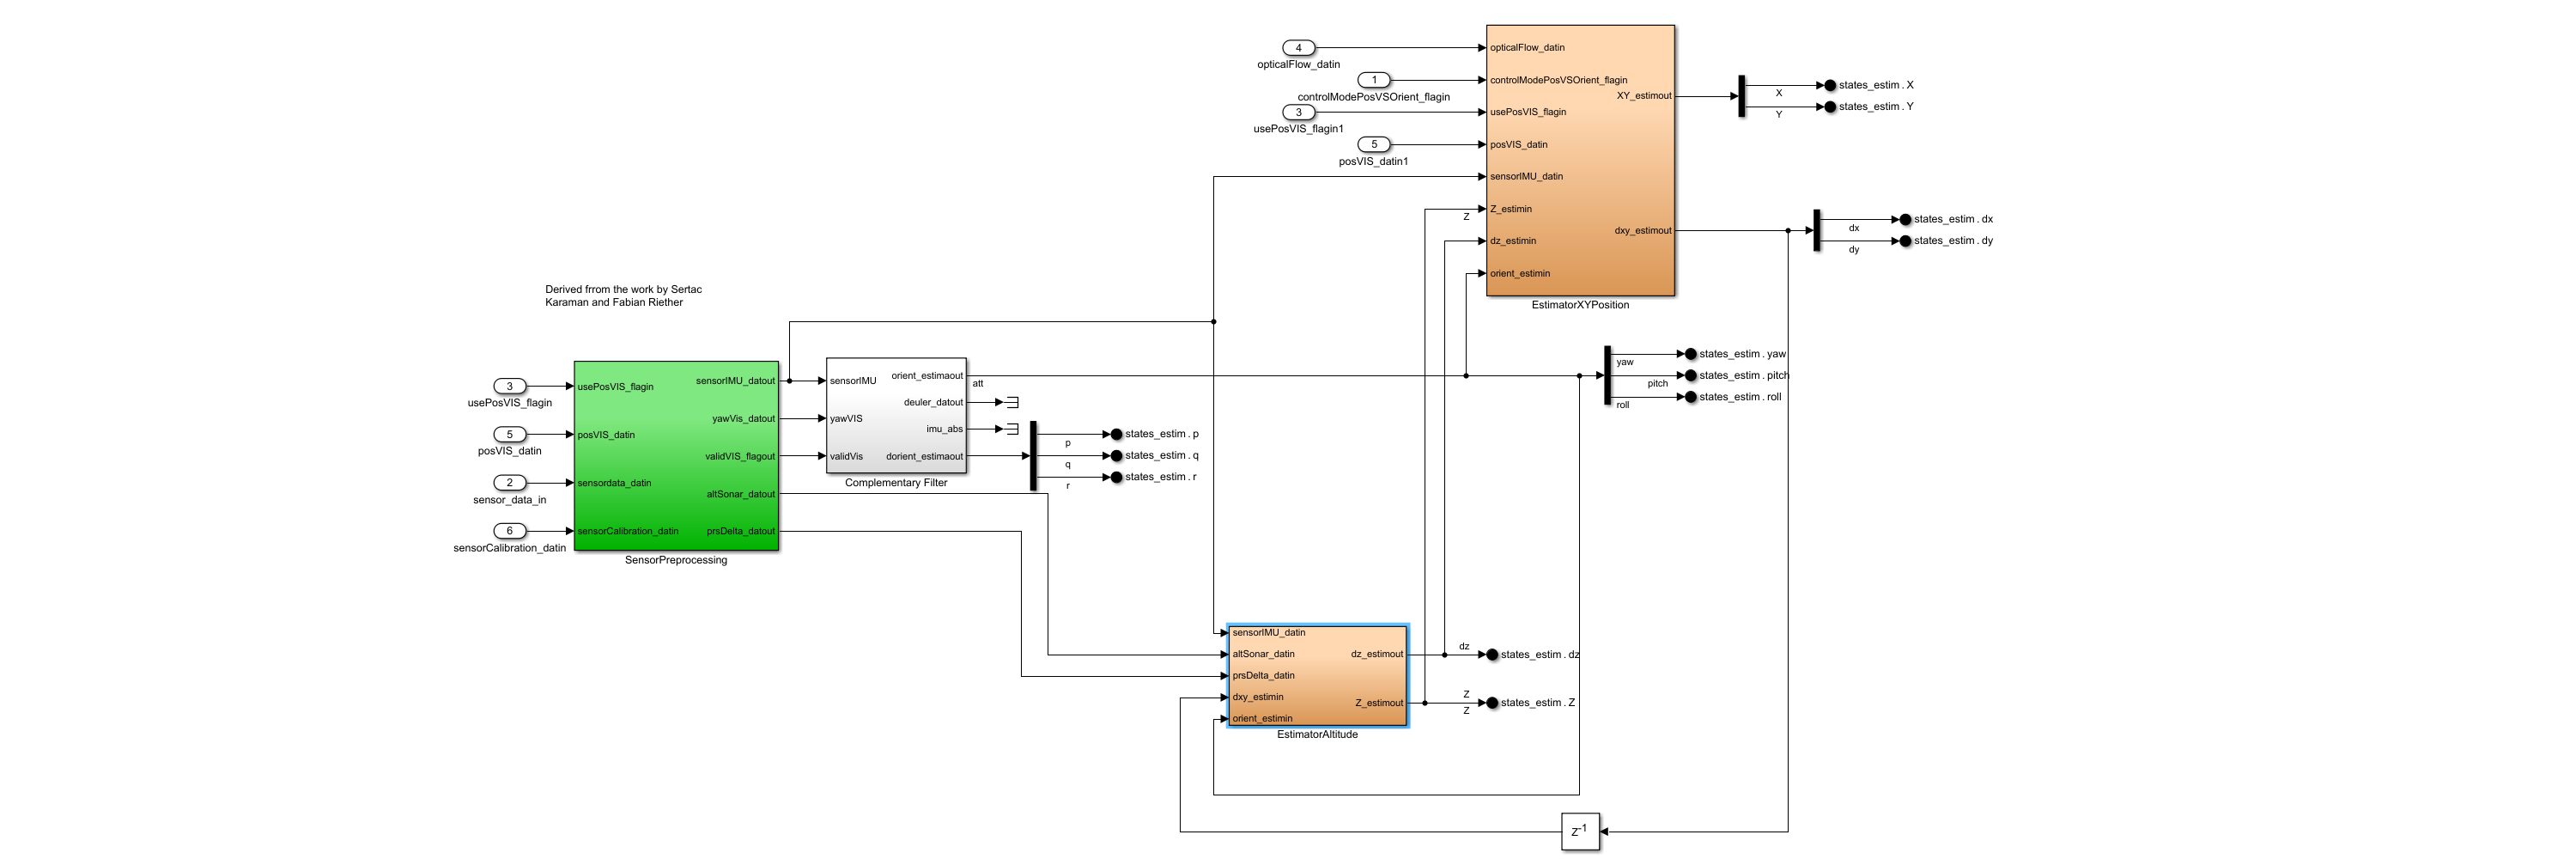 4
opticalFlow_datin
1
controlModePosVSOrient_flagin
3
usePosVIS_flagin1
5
posVIS_datin1
opticalFlow_datin
controlModePosVSOrient_flagin
usePosVIS_flagin
posVIS_datin
sensorIMU_datin
Z
Z_estimin
dz_estimin
orient_estimin
XY_estimout
dxy_estimout
EstimatorXYPosition
X
Y
states_estim . X
states_estim . Y
dx
dy
states_estim . dx
states_estim . dy
Derived frrom the work by Sertac
Karaman and Fabian Riether
3
usePosVIS_flagin
5
posVIS_datin
2
sensor_data_in
6
sensorCalibration_datin
usePosVIS_flagin
posVIS_datin
sensordata_datin
sensorCalibration_datin
sensorIMU_datout
yawVis_datout
validVIS_flagout
altSonar_datout
prsDelta_datout
SensorPreprocessing
sensorIMU
yawVIS
validVis
orient_estimaout
deuler_datout
imu_abs
dorient_estimaout
Complementary Filter
att
p
q
r
states_estim . p
states_estim . q
states_estim . r
yaw
pitch
roll
states_estim . yaw
states_estim . pitch
states_estim . roll
sensorIMU_datin
altSonar_datin
prsDelta_datin
dxy_estimin
orient_estimin
dz_estimout
Z_estimout
EstimatorAltitude
dz
states_estim . dz
Z
Z
states_estim . Z
Z-1